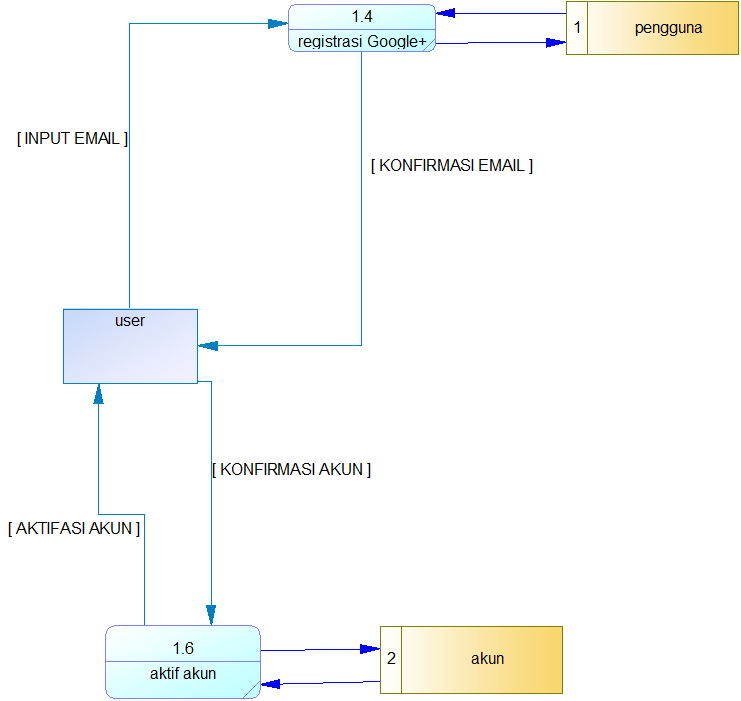 1.4
registrasi Google+
1
pengguna
[ INPUT EMAIL ]
[ KONFIRMASI EMAIL ]
user
[ KONFIRMASI AKUN ]
[ AKTIFASI AKUN ]
1.6
aktif akun
2
akun